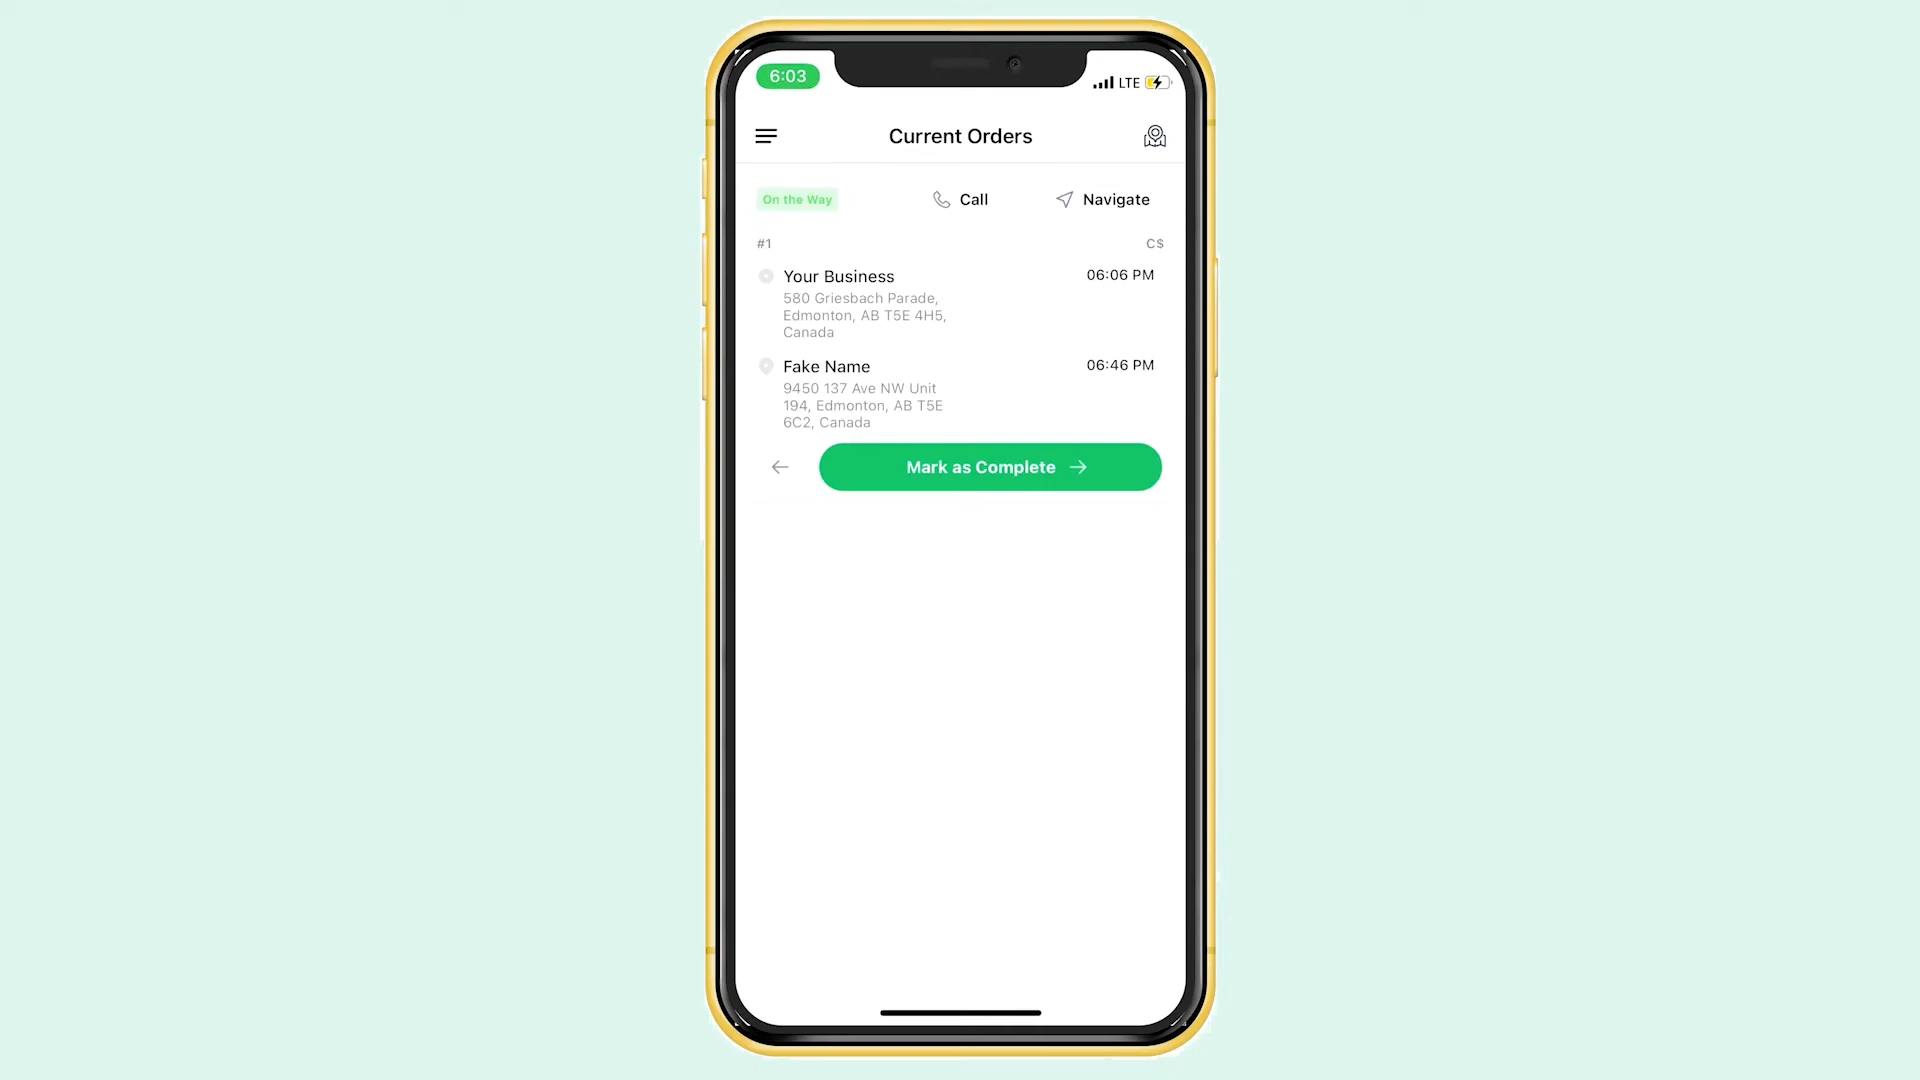 6:03
LTE
Current Orders
On the Way
Call
Navigate
#1
C$
Your Business
06:06 PM
580 Griesbach Parade,
Edmonton, AB T5E 4H5,
Canada
Fake Name
06:46 PM
9450 137 Ave NW Unit
194, Edmonton, AB T5E
6C2, Canada
Mark as Complete